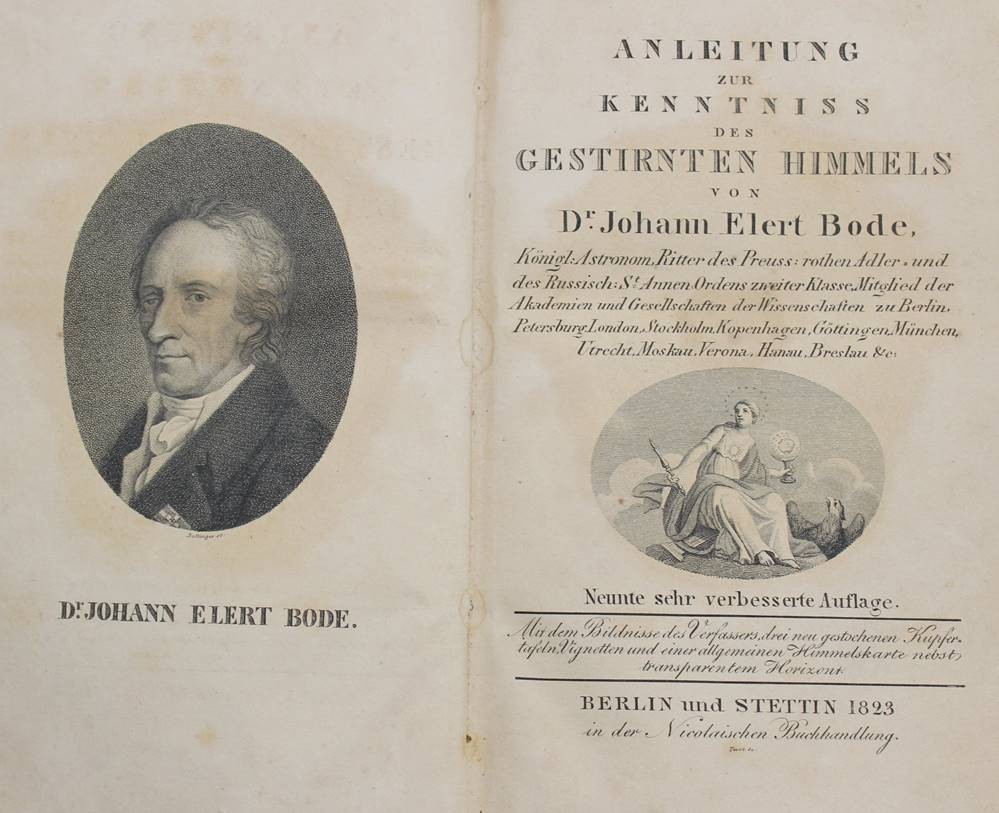 Bollinger sc.
Dr. JOHANN ELERT BODE.
ANLEITUNG
ZUR
KENNTNISS
DES
GESTIRNTEN HIMMELS
VON
Dr. Johann Elert Bode,
Königl: Astronom, Ritter des Preuss: rothen Adler- und
des Russisch: St. Annen Ordens zweiter Klasse, Mitglied der
Akademien und Gesellschaften der Wissenschaften zu Berlin,
Petersburg, London, Stockholm, Kopenhagen, Göttingen, München,
Utrecht, Moskau, Verona, Hanau, Breslau &c:
Neunte sehr verbesserte Auflage.
Mit dem Bildnisse des Verfassers, drei neu gestochenen Kupfer-
tafeln, Vignetten und einer allgemeinen Himmelskarte nebst
transparentem Horizont.
BERLIN und STETTIN 1823
in der Nicolaischen Buchhandlung.